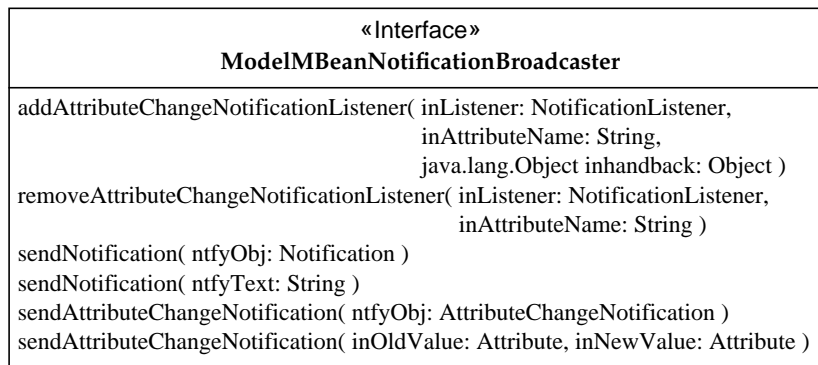 «Interface»
ModelMBeanNotificationBroadcaster
addAttributeChangeNotificationListener( inListener: NotificationListener,
inAttributeName: String,
java.lang.Object inhandback: Object )
removeAttributeChangeNotificationListener( inListener: NotificationListener,
inAttributeName: String )
sendNotification( ntfyObj: Notification )
sendNotification( ntfyText: String )
sendAttributeChangeNotification( ntfyObj: AttributeChangeNotification )
sendAttributeChangeNotification( inOldValue: Attribute, inNewValue: Attribute )